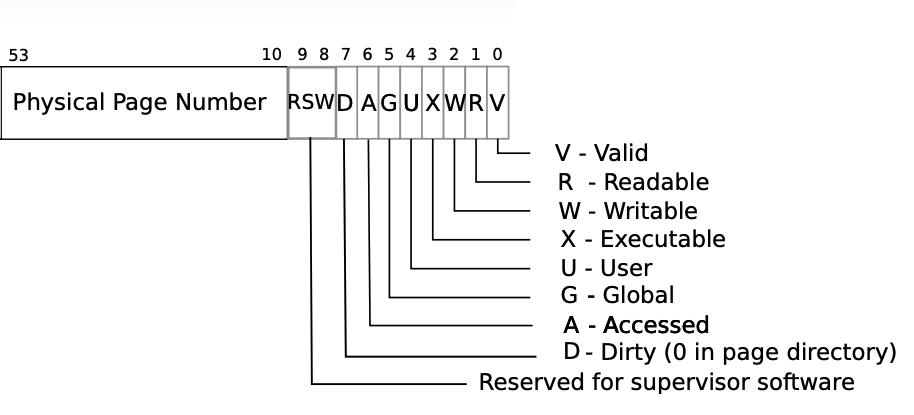 53 10 9 8 7 6 5 4 3 2 1 0
Physical Page Number RSW D A G U X W R V
V - Valid
R - Readable
W - Writable
X - Executable
U - User
G - Global
A - Accessed
D - Dirty (0 in page directory)
Reserved for supervisor software